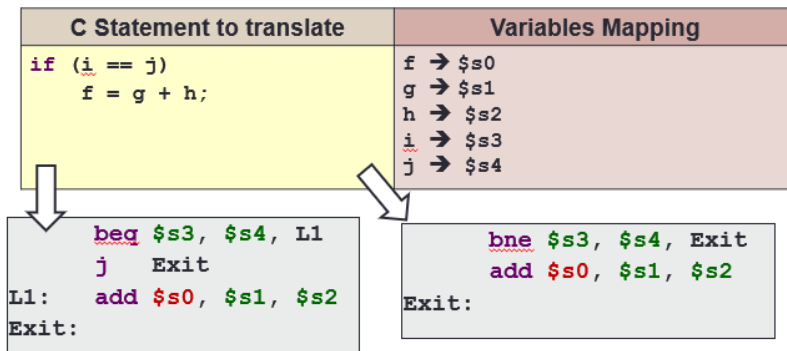 C Statement to translate
Variables Mapping
if (i == j)
f = g + h;
f → $s0
g → $s1
h → $s2
i → $s3
j → $s4
beq $s3, $s4, L1
j Exit
L1: add $s0, $s1, $s2
Exit:
bne $s3, $s4, Exit
add $s0, $s1, $s2
Exit: